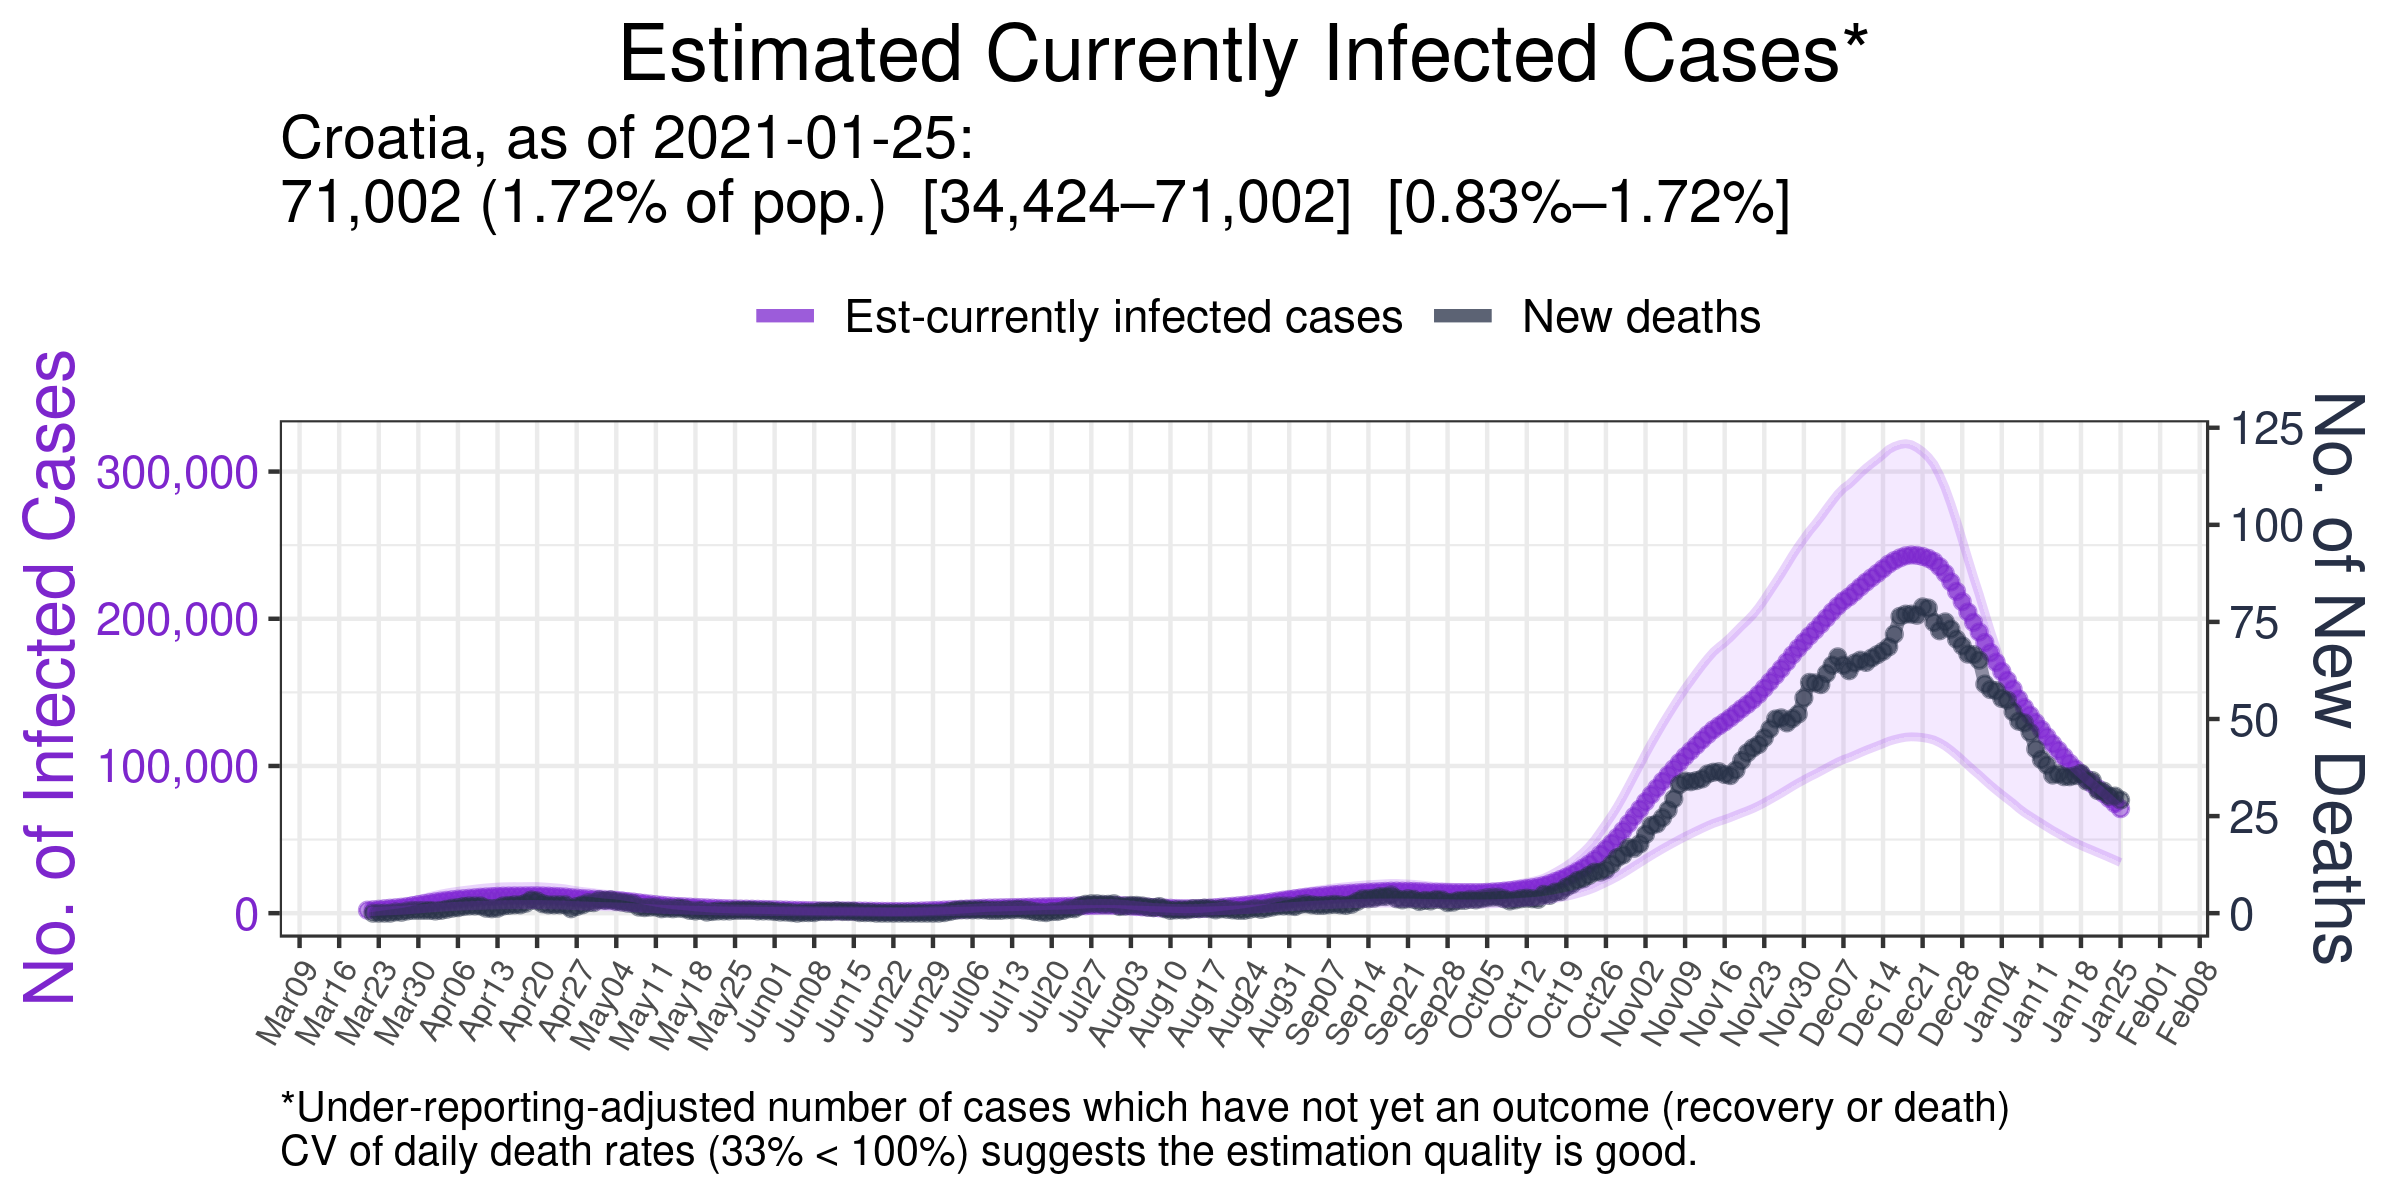 Estimated Currently Infected Cases*
Croatia, as of 2021-01-25:
71,002 (1.72% of pop.)  [34,424–71,002]  [0.83%–1.72%]
Est-currently infected cases
New deaths
No. of Infected Cases
300,000
200,000
100,000
0
125
100
75
50
25
0
No. of New Deaths
Mar09
Mar16
Mar23
Mar30
Apr06
Apr13
Apr20
Apr27
May04
May11
May18
May25
Jun01
Jun08
Jun15
Jun22
Jun29
Jul06
Jul13
Jul20
Jul27
Aug03
Aug10
Aug17
Aug24
Aug31
Sep07
Sep14
Sep21
Sep28
Oct05
Oct12
Oct19
Oct26
Nov02
Nov09
Nov16
Nov23
Nov30
Dec07
Dec14
Dec21
Dec28
Jan04
Jan11
Jan18
Jan25
Feb01
Feb08
*Under-reporting-adjusted number of cases which have not yet an outcome (recovery or death)
CV of daily death rates (33% < 100%) suggests the estimation quality is good.